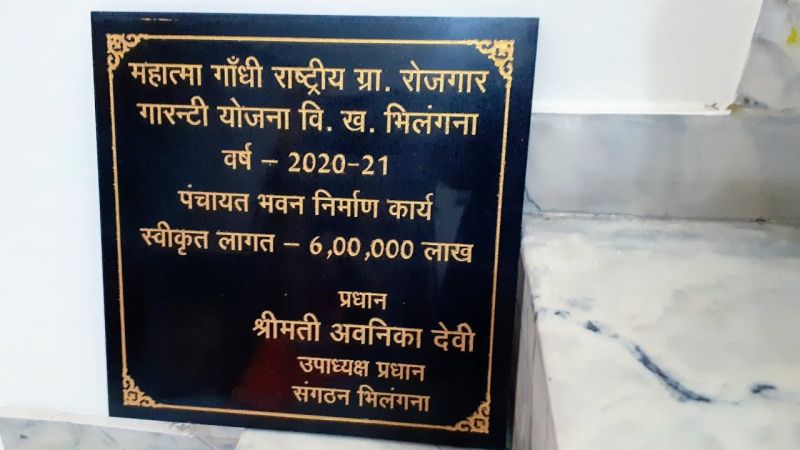 महात्मा गाँधी राष्ट्रीय ग्रा. रोजगार
गारन्टी योजना वि. ख. भिलंगना
वर्ष – 2020-21
पंचायत भवन निर्माण कार्य
स्वीकृत लागत – 6,00,000 लाख
प्रधान
श्रीमती अवनिका देवी
उपाध्यक्ष प्रधान
संगठन भिलंगना